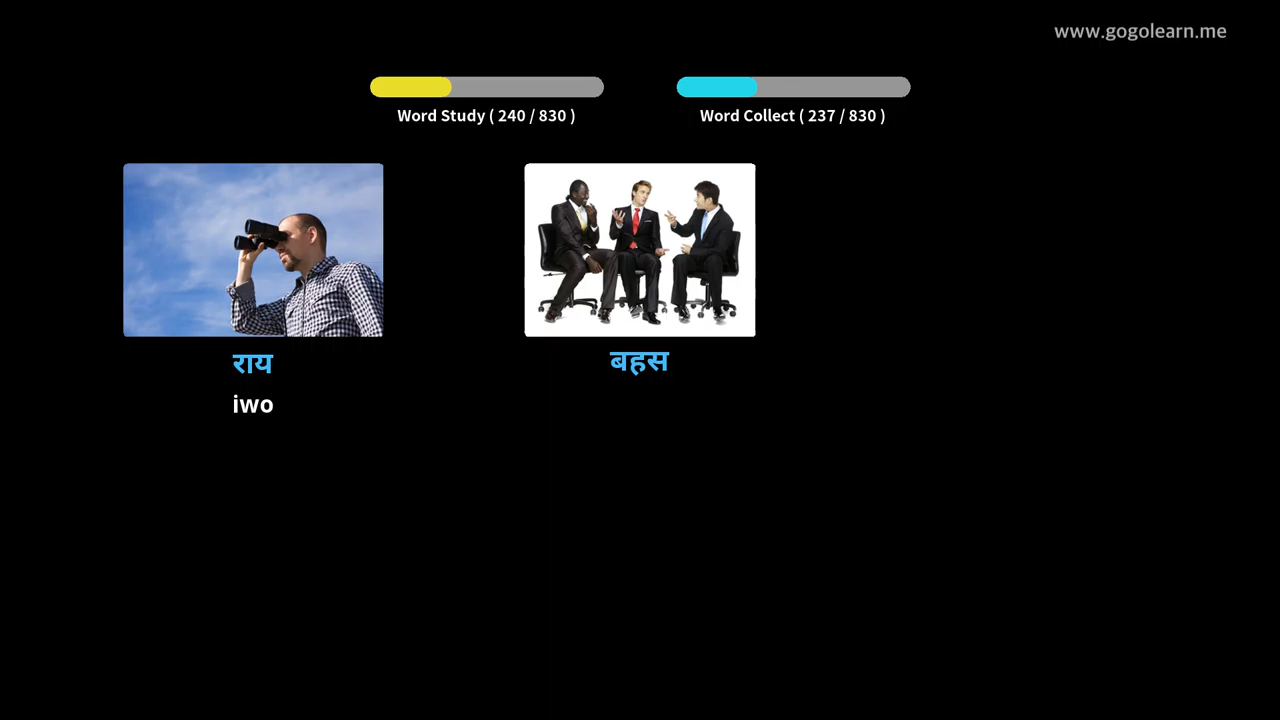 www.gogolearn.me
Word Study ( 240 / 830 )
Word Collect ( 237 / 830 )
राय
बहस
iwo